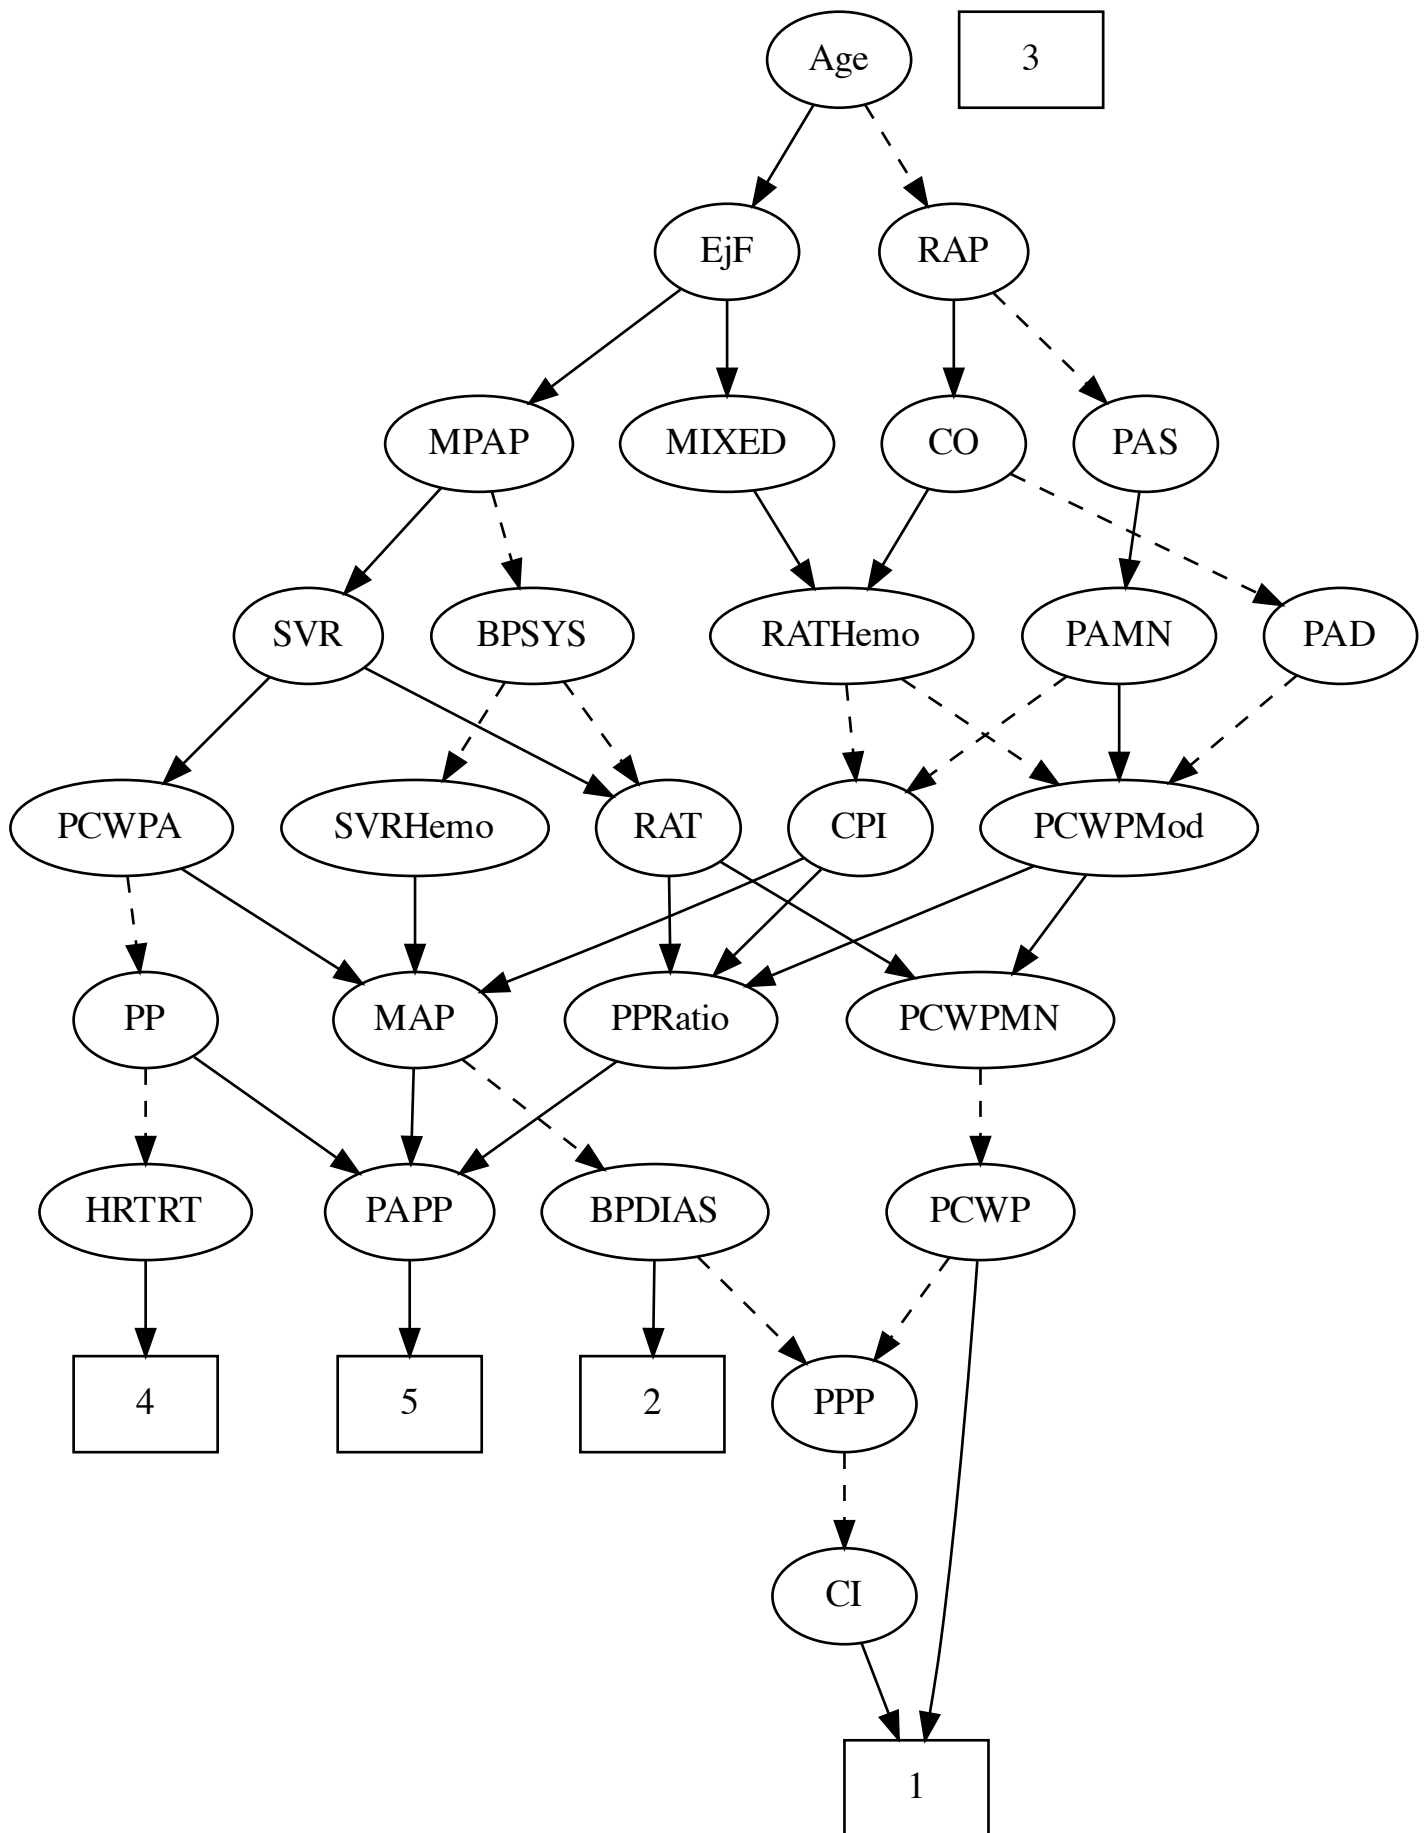 Age
3
EjF
RAP
MPAP
MIXED
CO
PAS
SVR
BPSYS
RATHemo
PAMN
PAD
PCWPA
SVRHemo
RAT
CPI
PCWPMod
PP
MAP
PPRatio
PCWPMN
HRTRT
PAPP
BPDIAS
PCWP
4
5
2
PPP
CI
1